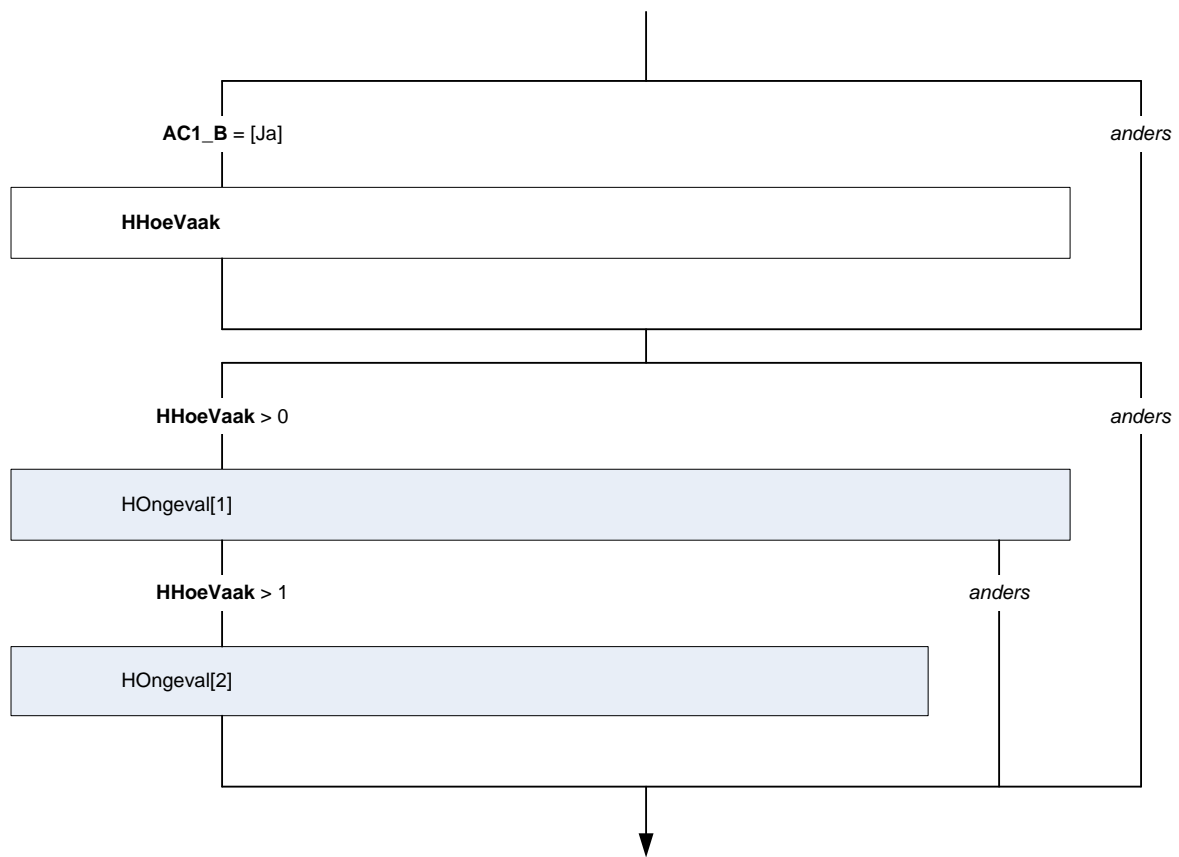 AC1_B = [Ja] anders
HHoeVaak
HHoeVaak > 0 anders
HOngeval[1]
HHoeVaak > 1 anders
HOngeval[2]